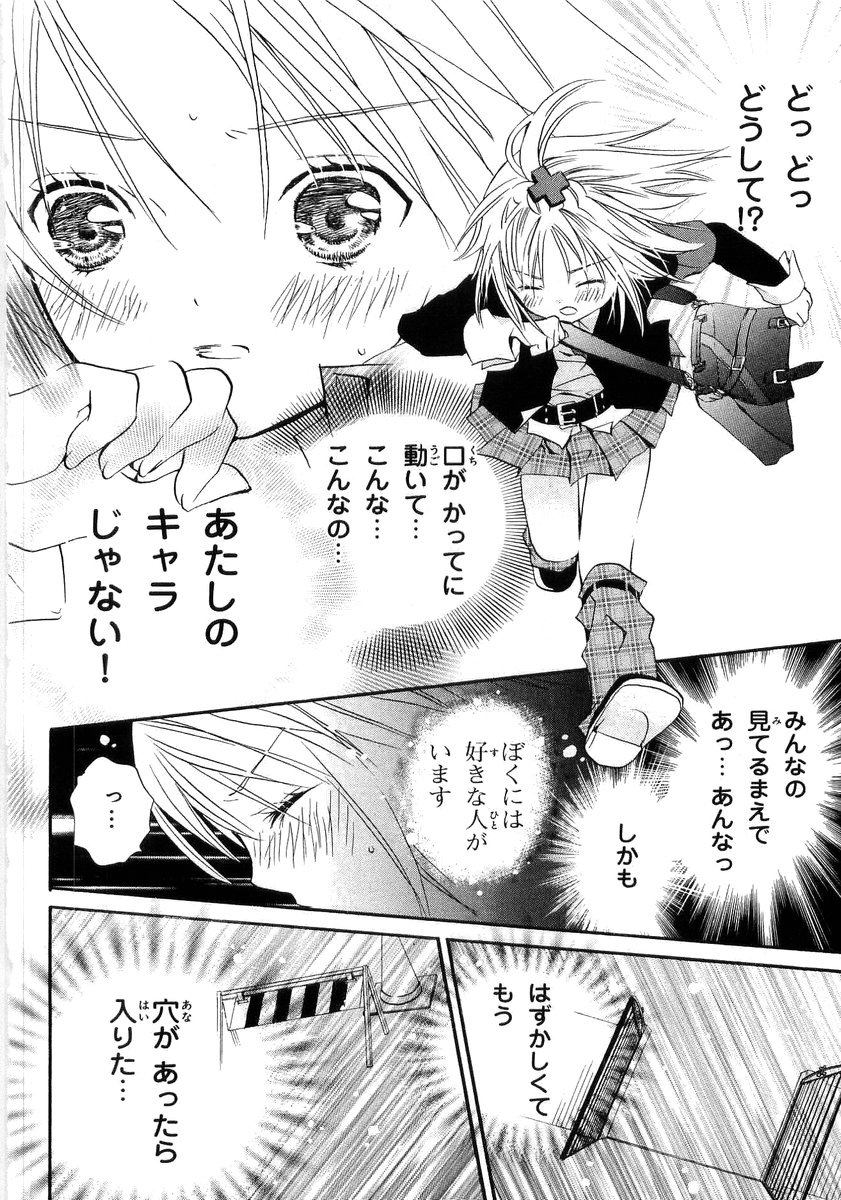 どっ どっ
どうして!?
口が かってに
動いて…
こんな…
こんなの…
あたしの
キャラ
じゃない!
みんなの
見てるまえで
あっ… あんなっ
しかも
ぼくには
好きな人が
います
っ…
はずかしくて
もう
穴が あったら
入りた…